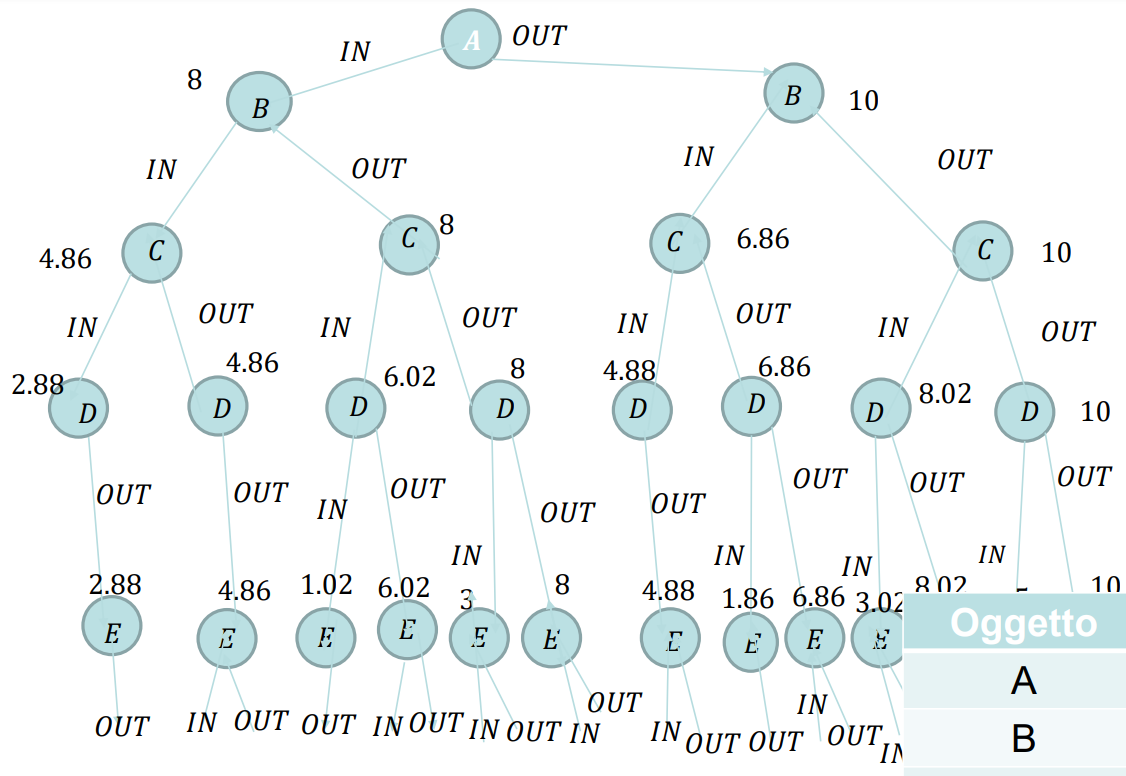 A OUT
IN
8 B
B 10
IN OUT
IN OUT
4.86 C
C 8
C 6.86
C 10
IN OUT
IN OUT
IN OUT
IN OUT
2.88 D
D 4.86
D 6.02
D 8
4.88 D
D 6.86
D 8.02
D 10
OUT
OUT
IN OUT
IN OUT
OUT
IN OUT
IN OUT
IN OUT
2.88 4.86 1.02 6.02 3 8 4.88 1.86 6.86 3.02 8.02 10
E E E E E E E E E E
OUT IN OUT OUT IN OUT IN OUT IN OUT IN OUT OUT IN OUT IN
Oggetto
A
B